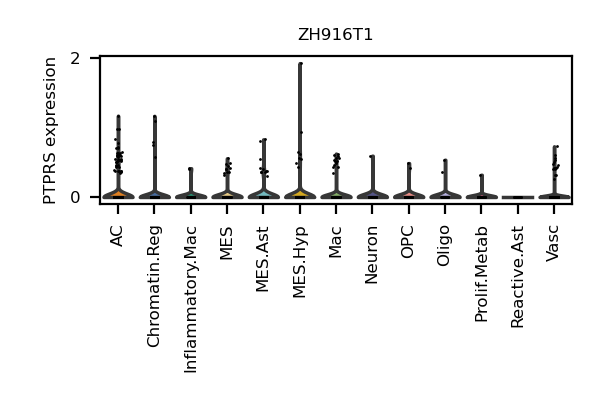 ZH916T1
PTPRS expression
2
0
AC
Chromatin.Reg
Inflammatory.Mac
MES
MES.Ast
MES.Hyp
Mac
Neuron
OPC
Oligo
Prolif.Metab
Reactive.Ast
Vasc